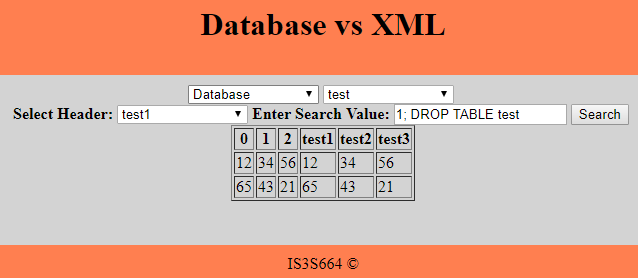 Database vs XML
Database test
Select Header: test1 Enter Search Value: 1; DROP TABLE test Search
0 1 2 test1 test2 test3
12 34 56 12 34 56
65 43 21 65 43 21
IS3S664 ©